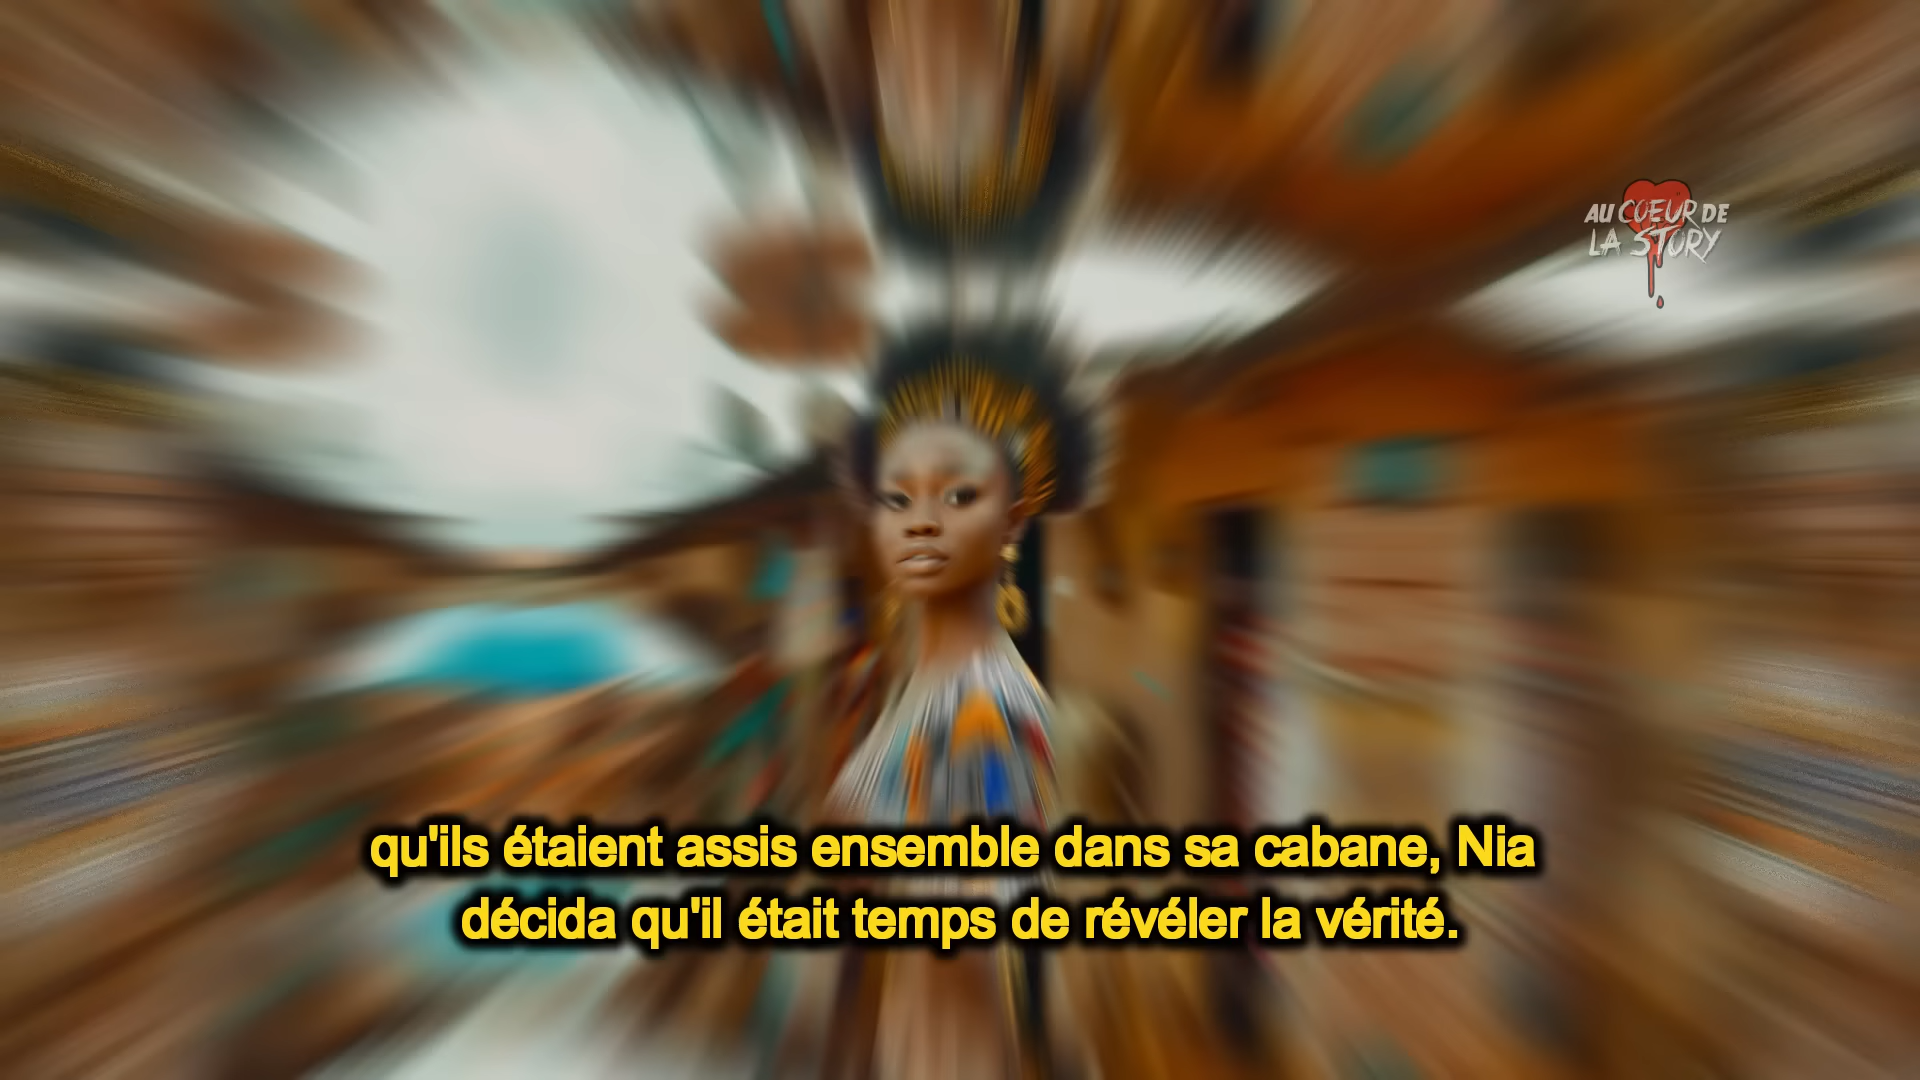 AU COEUR DE
LA STORY
qu'ils étaient assis ensemble dans sa cabane, Nia
décida qu'il était temps de révéler la vérité.